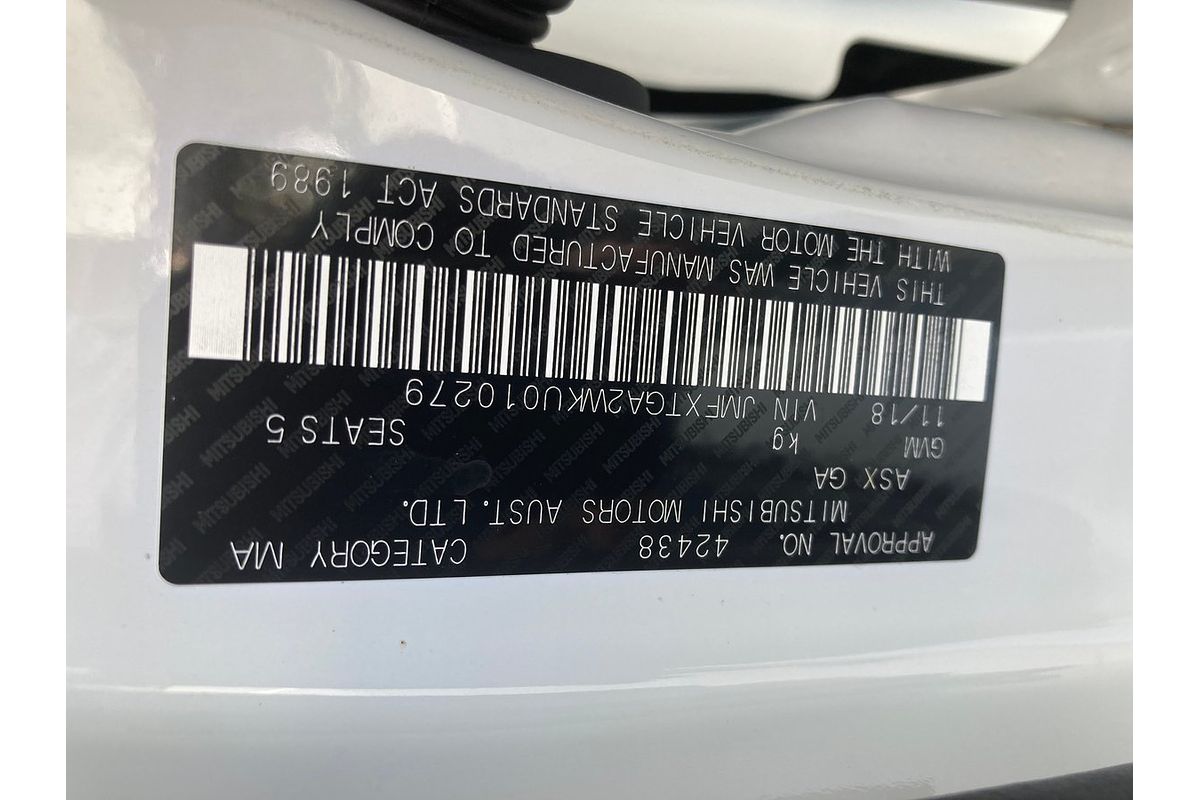 APPROVAL NO. 42438 CATEGORY MA
MITSUBISHI MOTORS AUST. LTD.
ASX GA
GVM kg SEATS 5
11/18 VIN JMFXTGA2WKU010279
THIS VEHICLE WAS MANUFACTURED TO COMPLY
WITH THE MOTOR VEHICLE STANDARDS ACT 1989